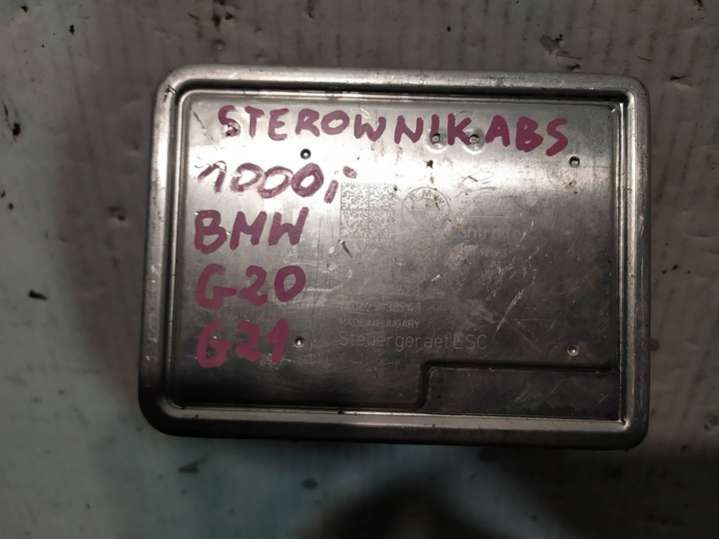 STEROWNIK ABS
1000i
BMW
G20
G21
MADE IN HUNGARY
Steuergeraet ESC